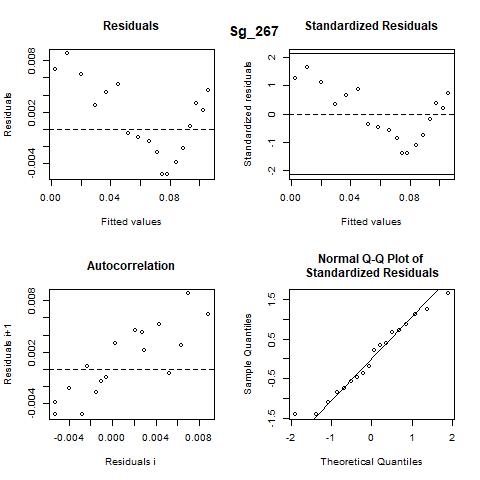 Sg_267
Residuals
Residuals
-0.004 0.002 0.008
0.00 0.04 0.08
Fitted values
Standardized Residuals
Standardized residuals
-2 -1 0 1 2
0.00 0.04 0.08
Fitted values
Autocorrelation
Residuals i+1
-0.004 0.002 0.008
-0.004 0.000 0.004 0.008
Residuals i
Normal Q-Q Plot of
Standardized Residuals
Sample Quantiles
-1.5 -0.5 0.5 1.5
-2 -1 0 1 2
Theoretical Quantiles